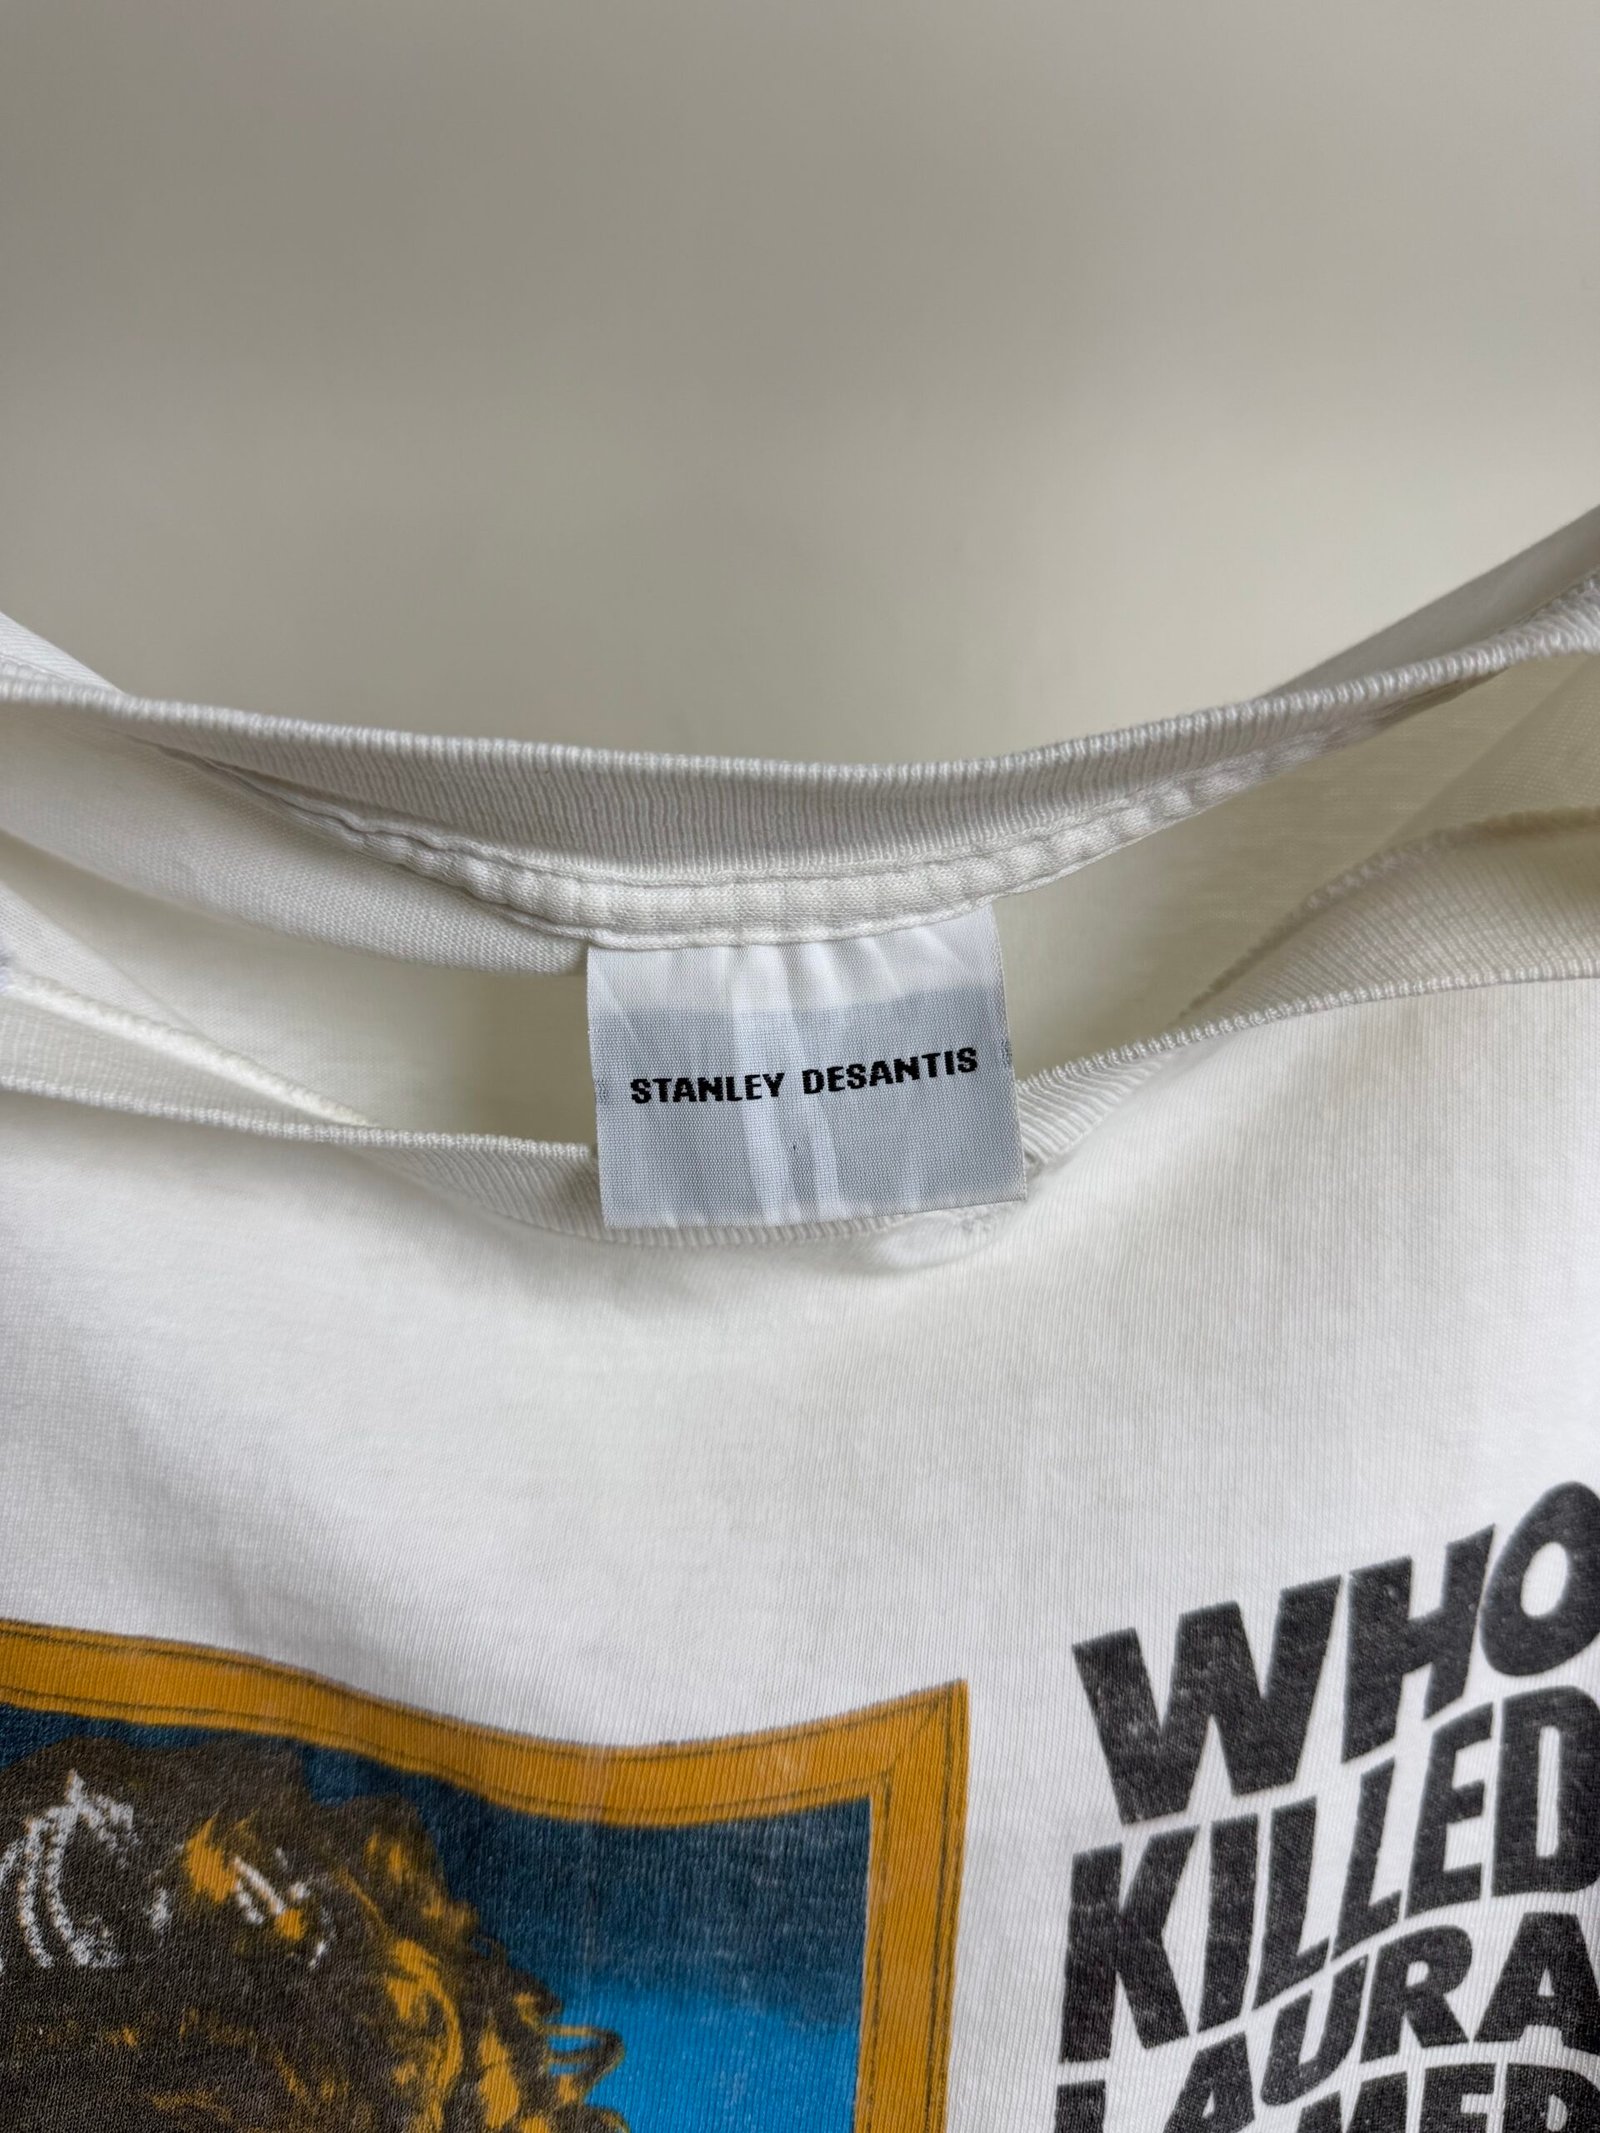 STANLEY DESANTIS
WHO
KILLED
LAURA